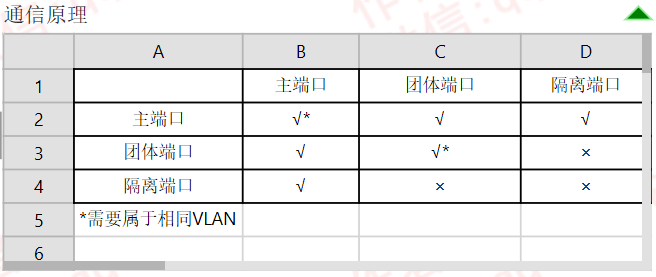 通信原理
A B C D
1 主端口 团体端口 隔离端口
2 主端口 √* √ √
3 团体端口 √ √* ×
4 隔离端口 √ × ×
5 *需要属于相同VLAN
6